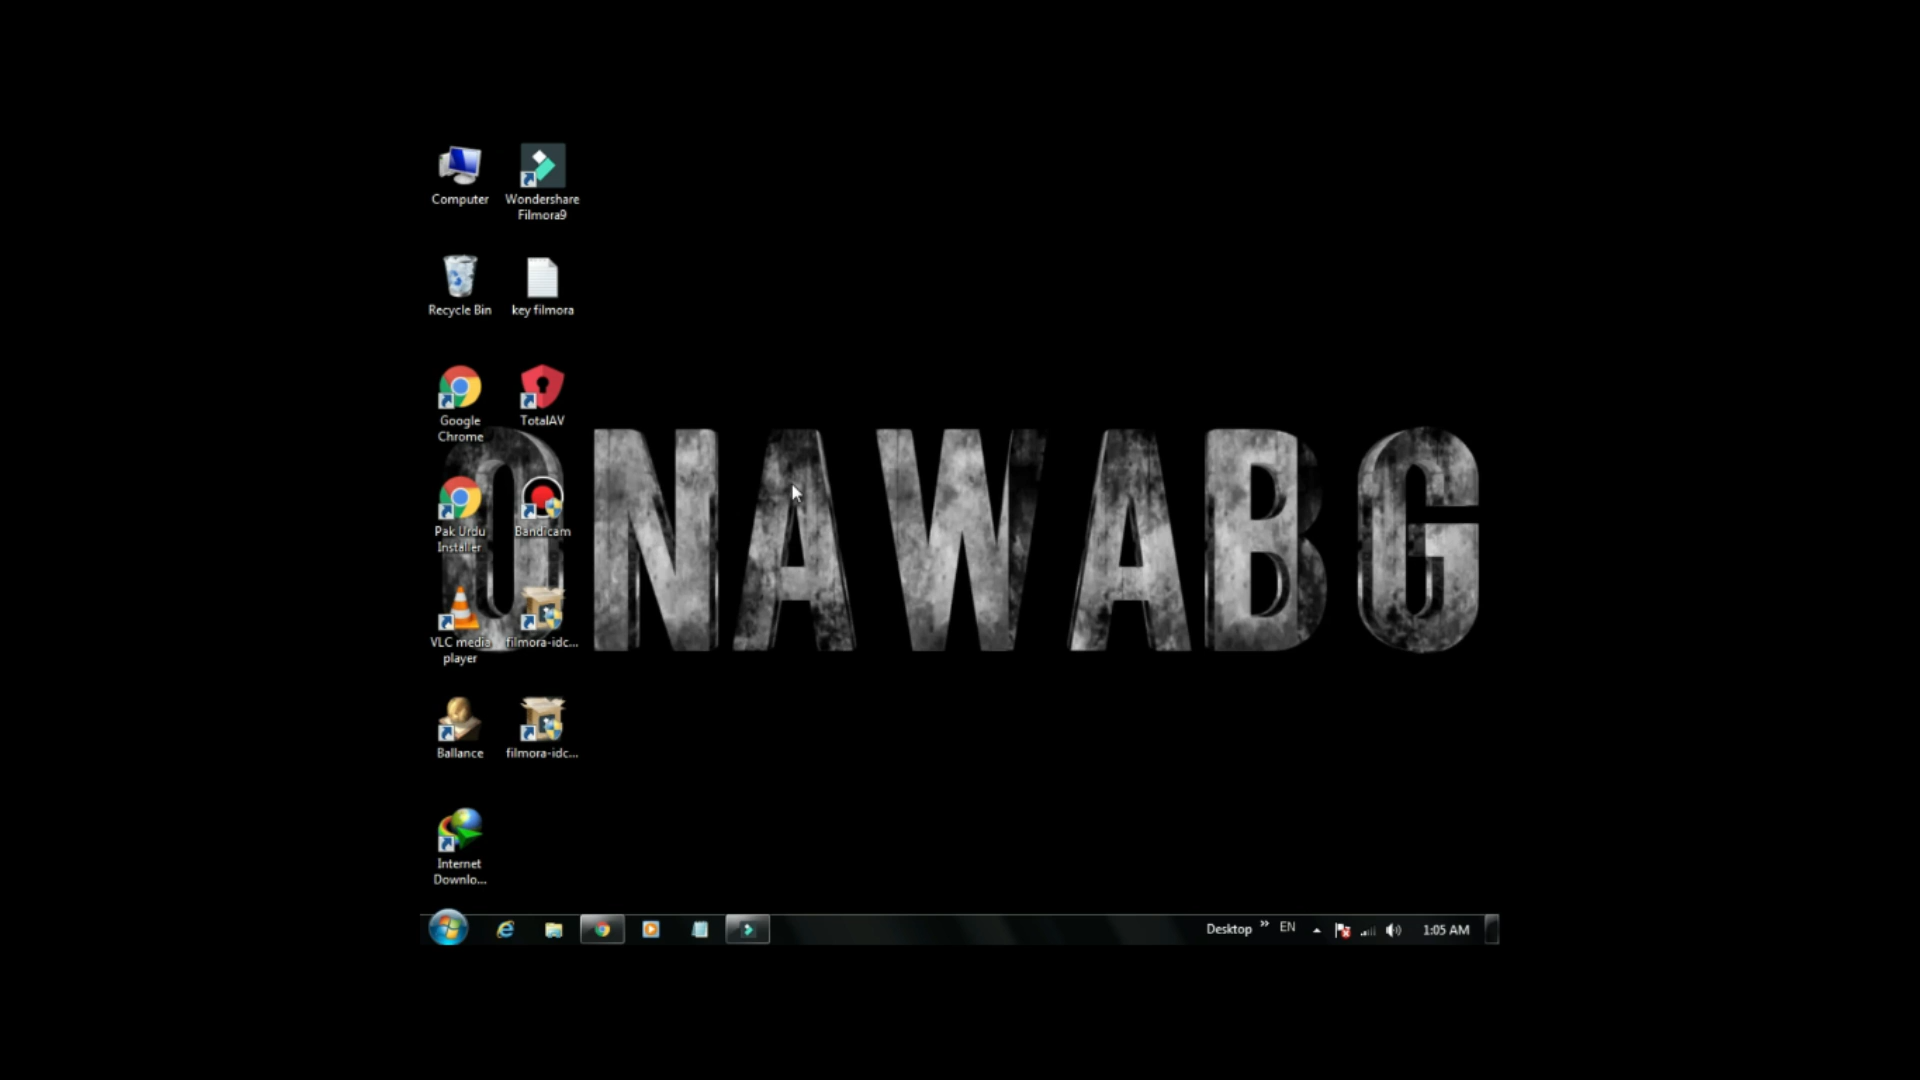 Computer
Wondershare
Filmora9
Recycle Bin
key filmora
Google
Chrome
TotalAV
ONAWABG
Pak Urdu
Installer
Bandicam
VLC media
player
filmora-idc...
Ballance
filmora-idc...
Internet
Downlo...
Desktop » EN 1:05 AM